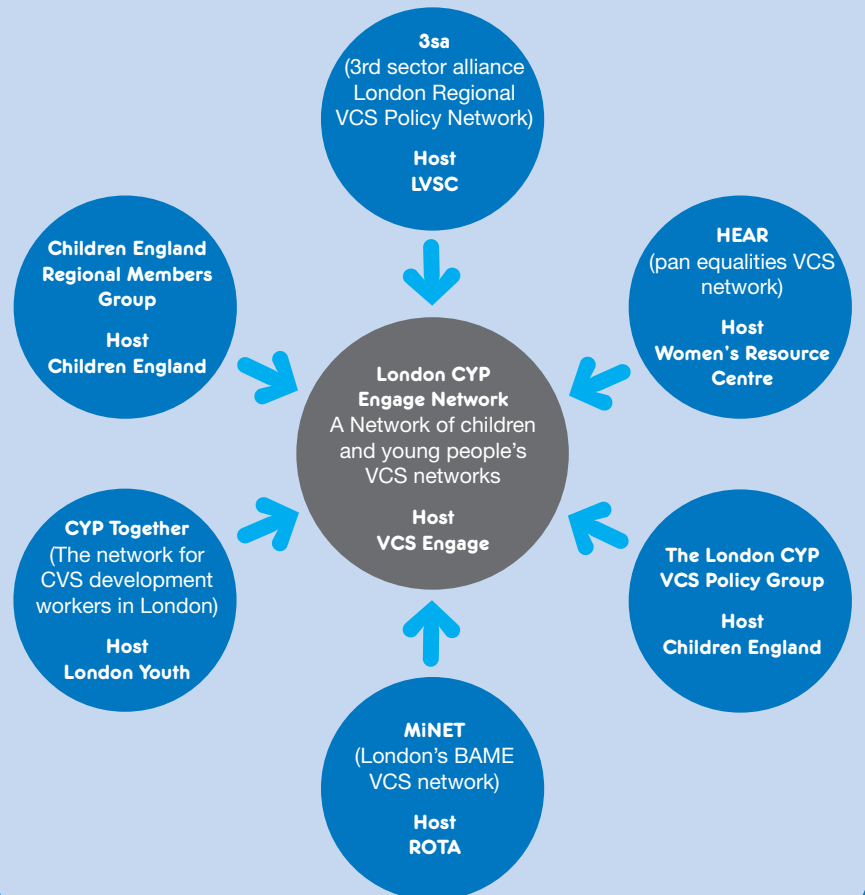 3sa
(3rd sector alliance
London Regional
VCS Policy Network)
Host
LVSC
Children England
Regional Members
Group
Host
Children England
HEAR
(pan equalities VCS
network)
Host
Women's Resource
Centre
London CYP
Engage Network
A Network of children
and young people's
VCS networks
Host
VCS Engage
CYP Together
(The network for
CVS development
workers in London)
Host
London Youth
The London CYP
VCS Policy Group
Host
Children England
MiNET
(London's BAME
VCS network)
Host
ROTA